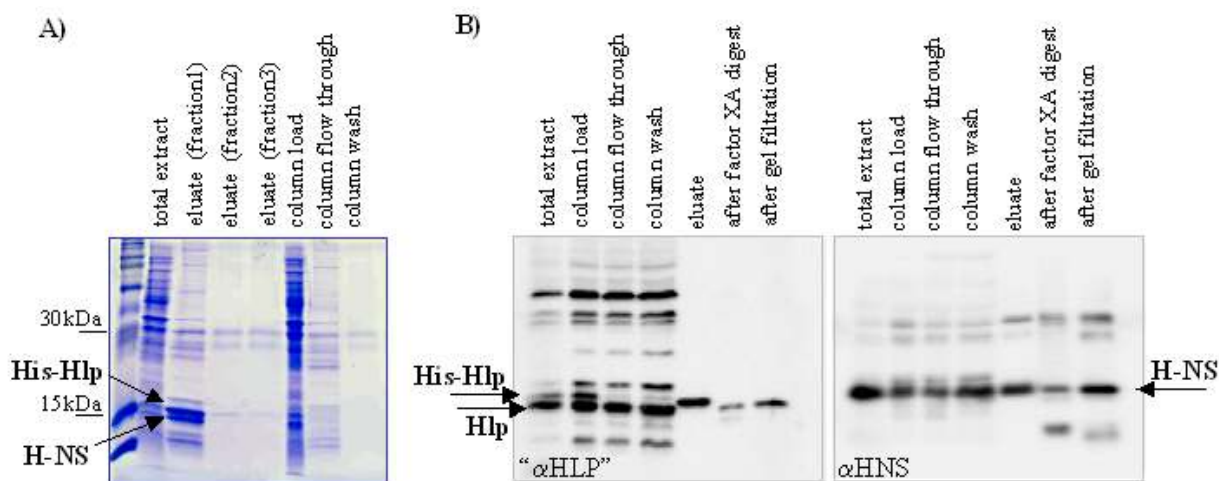 A)
total extract
eluate (fraction1)
eluate (fraction2)
eluate (fraction3)
column load
column flow through
column wash
30kDa
His-Hlp
15kDa
H-NS
B)
total extract
column load
column flow through
column wash
eluate
after factor XA digest
after gel filtration
His-Hlp
Hlp
“αHLP”
total extract
column load
column flow through
column wash
eluate
after factor XA digest
after gel filtration
H-NS
αHNS